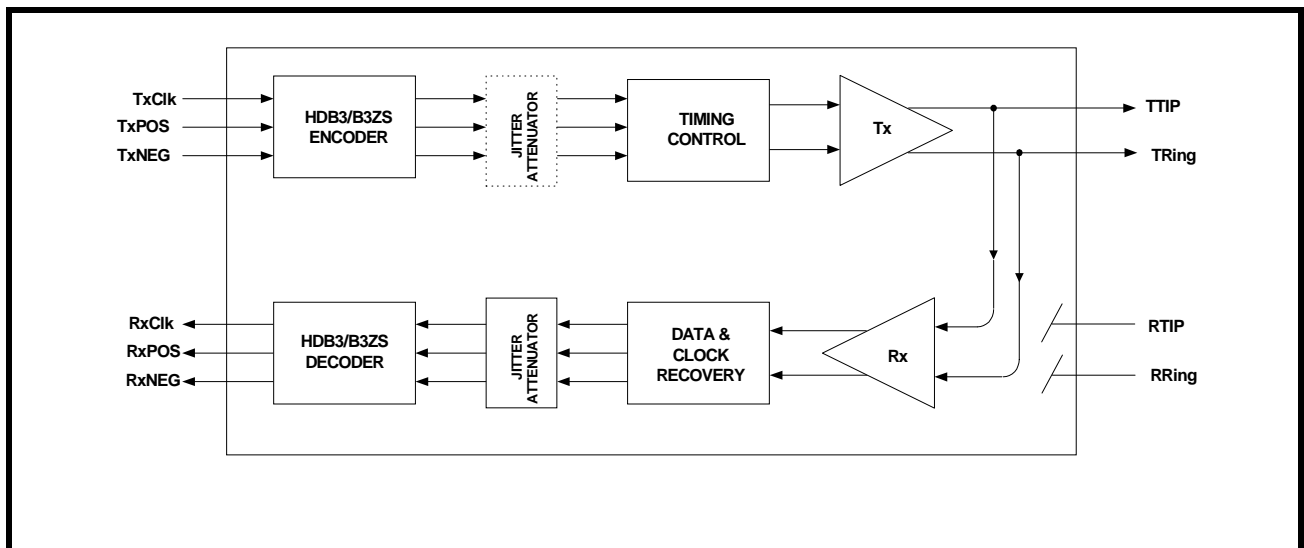 TxClk
TxPOS
TxNEG
HDB3/B3ZS
ENCODER
JITTER
ATTENUATOR
TIMING
CONTROL
Tx
TTIP
TRing
RxClk
RxPOS
RxNEG
HDB3/B3ZS
DECODER
JITTER
ATTENUATOR
DATA &
CLOCK
RECOVERY
Rx
RTIP
RRing